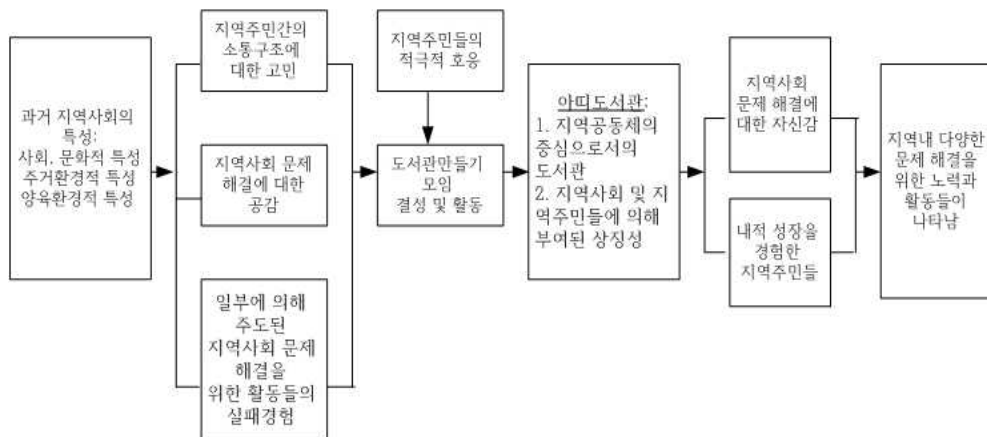 과거 지역사회의
특성:
사회, 문화적 특성
주거환경적 특성
양육환경적 특성
지역주민간의
소통구조에
대한 고민
지역사회 문제
해결에 대한
공감
일부에 의해
주도된
지역사회 문제
해결을
위한 활동들의
실패경험
지역주민들의
적극적 호응
도서관만들기
모임
결성 및 활동
아띠도서관:
1. 지역공동체의
중심으로서의
도서관
2. 지역사회 및 지
역주민들에 의해
부여된 상징성
지역사회
문제 해결에
대한 자신감
내적 성장을
경험한
지역주민들
지역내 다양한
문제 해결을
위한 노력과
활동들이
나타남